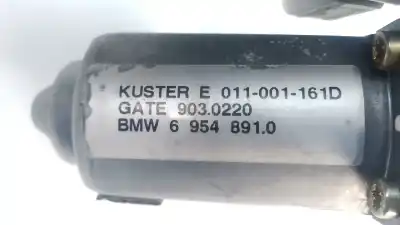 KUSTER E 011-001-161D
GATE 903.0220
BMW 6 954 891.0